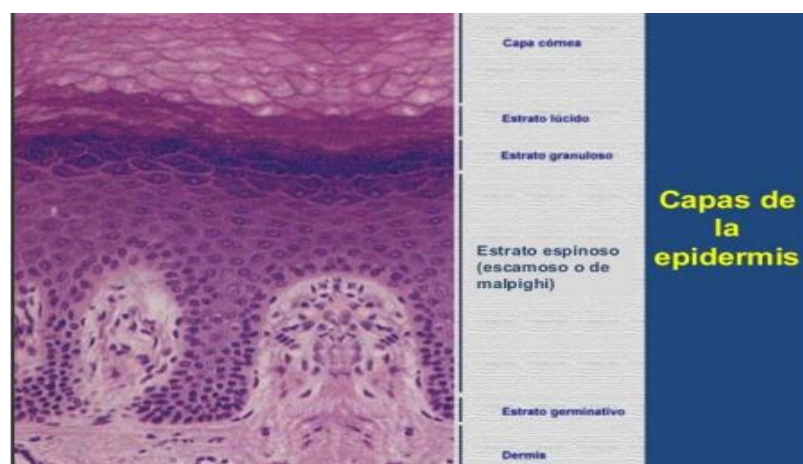 Capa córnea
Estrato lúcido
Estrato granuloso
Estrato espinoso
(escamoso o de
malpighi)
Estrato germinativo
Dermis
Capas de
la
epidermis